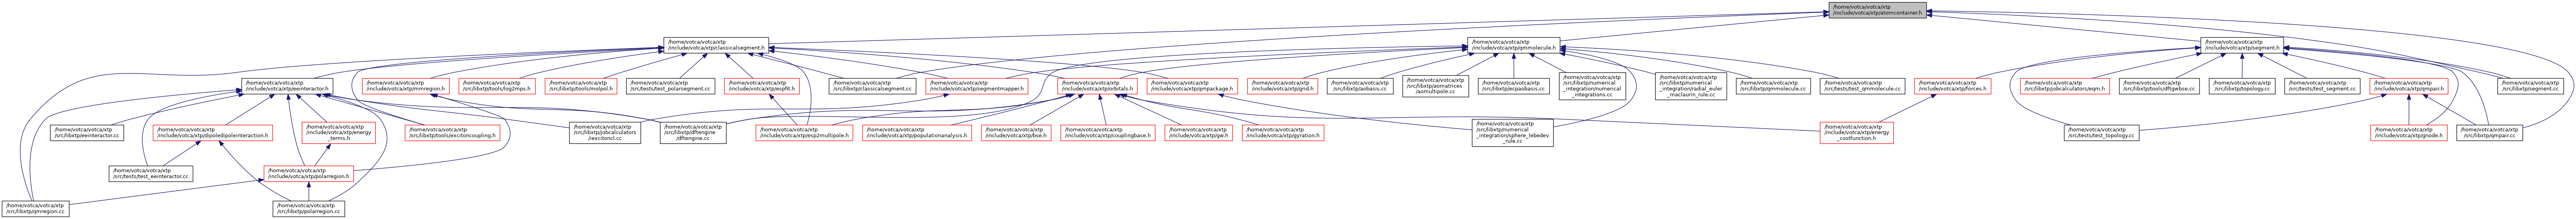 /home/votca/votca/xtp
/include/votca/xtp/atomcontainer.h
/home/votca/votca/xtp
/include/votca/xtp/classicalsegment.h
/home/votca/votca/xtp
/include/votca/xtp/qmmolecule.h
/home/votca/votca/xtp
/include/votca/xtp/segment.h
/home/votca/votca/xtp
/include/votca/xtp/eeinteractor.h
/home/votca/votca/xtp
/include/votca/xtp/mmregion.h
/home/votca/votca/xtp
/src/libxtp/tools/log2mps.h
/home/votca/votca/xtp
/src/libxtp/tools/molpol.h
/home/votca/votca/xtp
/src/tests/test_polarsegment.cc
/home/votca/votca/xtp
/include/votca/xtp/espfit.h
/home/votca/votca/xtp
/src/libxtp/classicalsegment.cc
/home/votca/votca/xtp
/include/votca/xtp/segmentmapper.h
/home/votca/votca/xtp
/include/votca/xtp/orbitals.h
/home/votca/votca/xtp
/include/votca/xtp/qmpackage.h
/home/votca/votca/xtp
/include/votca/xtp/grid.h
/home/votca/votca/xtp
/src/libxtp/aobasis.cc
/home/votca/votca/xtp
/src/libxtp/aomatrices
/aomultipole.cc
/home/votca/votca/xtp
/src/libxtp/ecpaobasis.cc
/home/votca/votca/xtp
/src/libxtp/numerical
_integration/numerical
_integrations.cc
/home/votca/votca/xtp
/src/libxtp/numerical
_integration/radial_euler
_maclaurin_rule.cc
/home/votca/votca/xtp
/src/libxtp/qmmolecule.cc
/home/votca/votca/xtp
/src/tests/test_qmmolecule.cc
/home/votca/votca/xtp
/include/votca/xtp/forces.h
/home/votca/votca/xtp
/src/libxtp/jobcalculators/eqm.h
/home/votca/votca/xtp
/src/libxtp/tools/dftgwbse.cc
/home/votca/votca/xtp
/src/libxtp/topology.cc
/home/votca/votca/xtp
/src/tests/test_segment.cc
/home/votca/votca/xtp
/include/votca/xtp/qmpair.h
/home/votca/votca/xtp
/src/libxtp/segment.cc
/home/votca/votca/xtp
/src/libxtp/eeinteractor.cc
/home/votca/votca/xtp
/include/votca/xtp/dipoledipoleinteraction.h
/home/votca/votca/xtp
/include/votca/xtp/energy
_terms.h
/home/votca/votca/xtp
/src/libxtp/tools/excitoncoupling.h
/home/votca/votca/xtp
/src/libxtp/jobcalculators
/iexcitoncl.cc
/home/votca/votca/xtp
/src/libxtp/dftengine
/dftengine.cc
/home/votca/votca/xtp
/include/votca/xtp/esp2multipole.h
/home/votca/votca/xtp
/include/votca/xtp/populationanalysis.h
/home/votca/votca/xtp
/include/votca/xtp/bse.h
/home/votca/votca/xtp
/include/votca/xtp/couplingbase.h
/home/votca/votca/xtp
/include/votca/xtp/gw.h
/home/votca/votca/xtp
/include/votca/xtp/gyration.h
/home/votca/votca/xtp
/src/libxtp/numerical
_integration/sphere_lebedev
_rule.cc
/home/votca/votca/xtp
/include/votca/xtp/energy
_costfunction.h
/home/votca/votca/xtp
/src/tests/test_topology.cc
/home/votca/votca/xtp
/include/votca/xtp/gnode.h
/home/votca/votca/xtp
/src/libxtp/qmpair.cc
/home/votca/votca/xtp
/src/tests/test_eeinteractor.cc
/home/votca/votca/xtp
/include/votca/xtp/polarregion.h
/home/votca/votca/xtp
/src/libxtp/qmregion.cc
/home/votca/votca/xtp
/src/libxtp/polarregion.cc